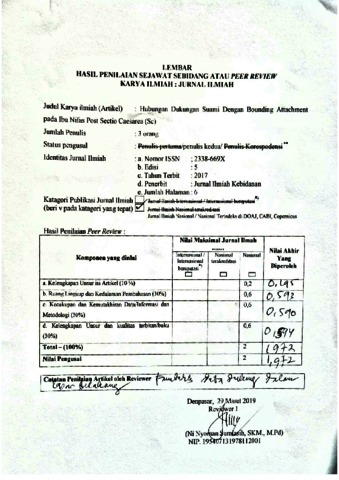 LEMBAR
HASIL PENILAIAN SEJAWAT SEBIDANG ATAU PEER REVIEW
KARYA ILMIAH : JURNAL ILMIAH
Judul Karya ilmiah (Artikel) : Hubungan Dukungan Suami Dengan Bounding Attachment
pada Ibu Nifas Post Sectio Caesarea (Sc)
Jumlah Penulis : 3 orang
Status pengusul : Penulis pertama/penulis kedua/ Penulis Korespodensi **
Identitas Jurnal Ilmiah : a. Nomor ISSN : 2338-669X
b. Edisi : 5
c. Tahun Terbit : 2017
d. Penerbit : Jurnal Ilmiah Kebidanan
e. Jumlah Halaman : 6
Katagori Publikasi Jurnal Ilmiah
(beri v pada katagori yang tepat)
Jurnal Ilmiah Nasional / Nasional Terindeks di DOAJ, CABI, Copernicus
Hasil Penilaian Peer Review :
Komponen yang dinilai
Nilai Maksimal Jurnal Ilmiah
Internasional / Internasional bereputasi
Nasional terakreditasi
Nasional
Nilai Akhir Yang Diperoleh
a. Kelengkapan Unsur isi Artikel (10 %) 0,2 0,195
b. Ruang Lingkup dan Kedalaman Pembahasan (30%) 0,6 0,593
c. Kecukupan dan Kemutakhiran Data/Informasi dan
Metodologi (30%) 0,6 0,590
d. Kelengkapan Unsur dan kualitas terbitan/buku
(30%) 0,6 0,594
Total = (100%) 2 1,972
Nilai Pengusul 2 1,972
Catatan Penilaian Artikel oleh Reviewer
Denpasar, 29 Maret 2019
Reviewer 1
(Ni Nyoman Sumiasih, SKM., M.Pd)
NIP. 195407131978112001